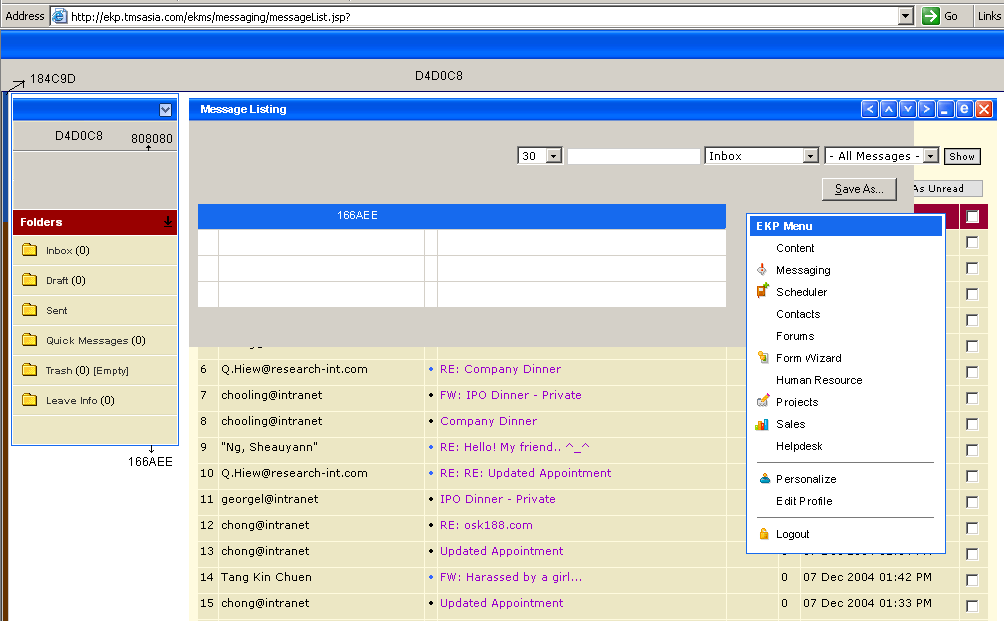 Address http://ekp.tmsasia.com/ekms/messaging/messageList.jsp? Go Links
184C9D D4D0C8
Message Listing
D4D0C8 808080
30 Inbox - All Messages - Show
Save As... As Unread
Folders
166AEE
EKP Menu
Inbox (0)
Draft (0)
Sent
Quick Messages (0)
Trash (0) [Empty]
Leave Info (0)
166AEE
Content
Messaging
Scheduler
Contacts
Forums
Form Wizard
Human Resource
Projects
Sales
Helpdesk
Personalize
Edit Profile
Logout
6 Q.Hiew@research-int.com • RE: Company Dinner
7 chooling@intranet • FW: IPO Dinner - Private
8 chooling@intranet • Company Dinner
9 "Ng, Sheauyann" • RE: Hello! My friend.. ^_^
10 Q.Hiew@research-int.com • RE: RE: Updated Appointment
11 georgel@intranet • IPO Dinner - Private
12 chong@intranet • RE: osk188.com
13 chong@intranet • Updated Appointment
14 Tang Kin Chuen • FW: Harassed by a girl... 0 07 Dec 2004 01:42 PM
15 chong@intranet • Updated Appointment 0 07 Dec 2004 01:33 PM